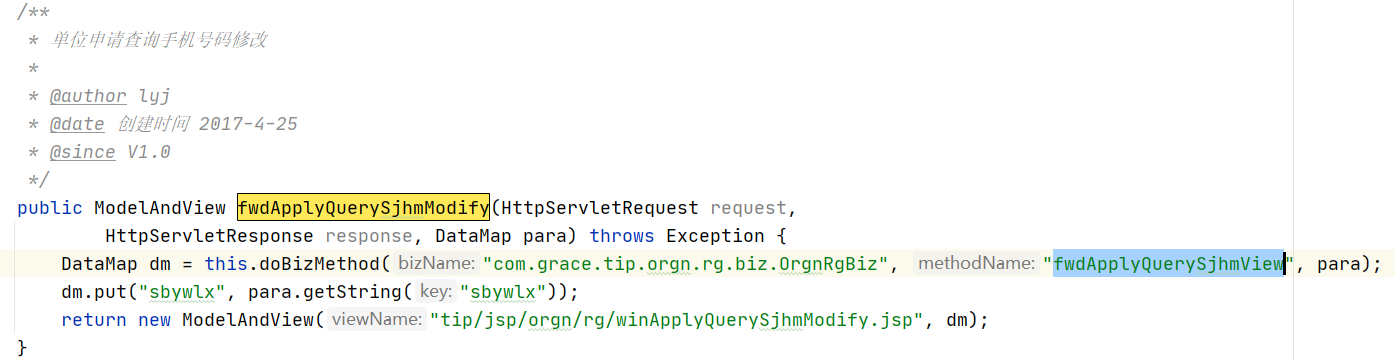 /**
 * 单位申请查询手机号码修改
 *
 * @author lyj
 * @date 创建时间 2017-4-25
 * @since V1.0
 */
public ModelAndView fwdApplyQuerySjhmModify(HttpServletRequest request,
        HttpServletResponse response, DataMap para) throws Exception {
    DataMap dm = this.doBizMethod( bizName: "com.grace.tip.orgn.rg.biz.OrgnRgBiz", methodName: "fwdApplyQuerySjhmView", para);
    dm.put("sbywlx", para.getString( key: "sbywlx"));
    return new ModelAndView( viewName: "tip/jsp/orgn/rg/winApplyQuerySjhmModify.jsp", dm);
}